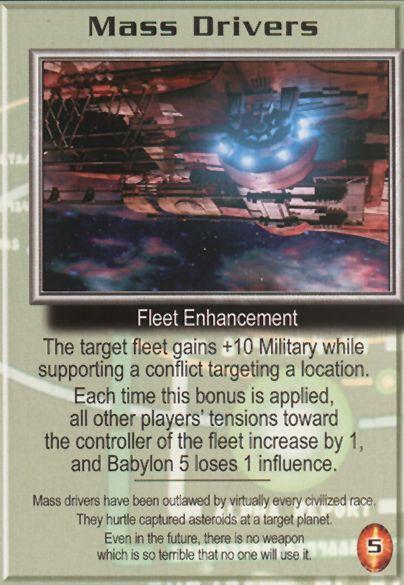 Mass Drivers
Fleet Enhancement
The target fleet gains +10 Military while
supporting a conflict targeting a location.
Each time this bonus is applied,
all other players' tensions toward
the controller of the fleet increase by 1,
and Babylon 5 loses 1 influence.
Mass drivers have been outlawed by virtually every civilized race.
They hurtle captured asteroids at a target planet.
Even in the future, there is no weapon
which is so terrible that no one will use it.
5